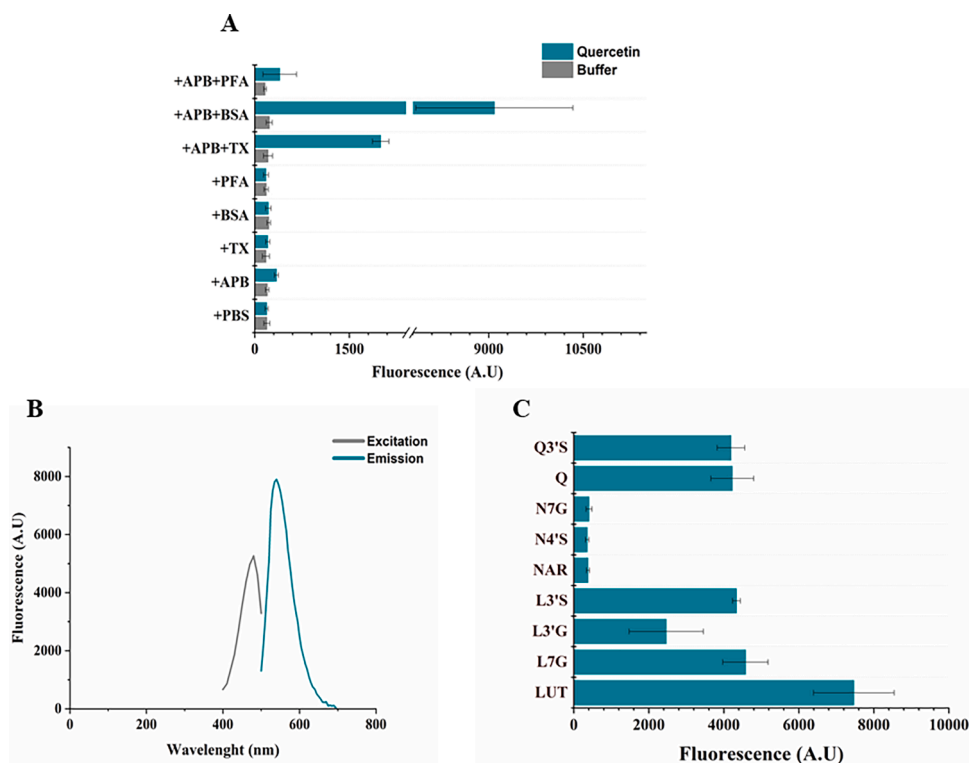 A
Quercetin
Buffer
+APB+PFA
+APB+BSA
+APB+TX
+PFA
+BSA
+TX
+APB
+PBS
0 1500 9000 10500
Fluorescence (A.U)
B
Excitation
Emission
8000
6000
4000
2000
0
Fluorescence (A.U)
0 200 400 600 800
Wavelenght (nm)
C
Q3'S
Q
N7G
N4'S
NAR
L3'S
L3'G
L7G
LUT
0 2000 4000 6000 8000 10000
Fluorescence (A.U)